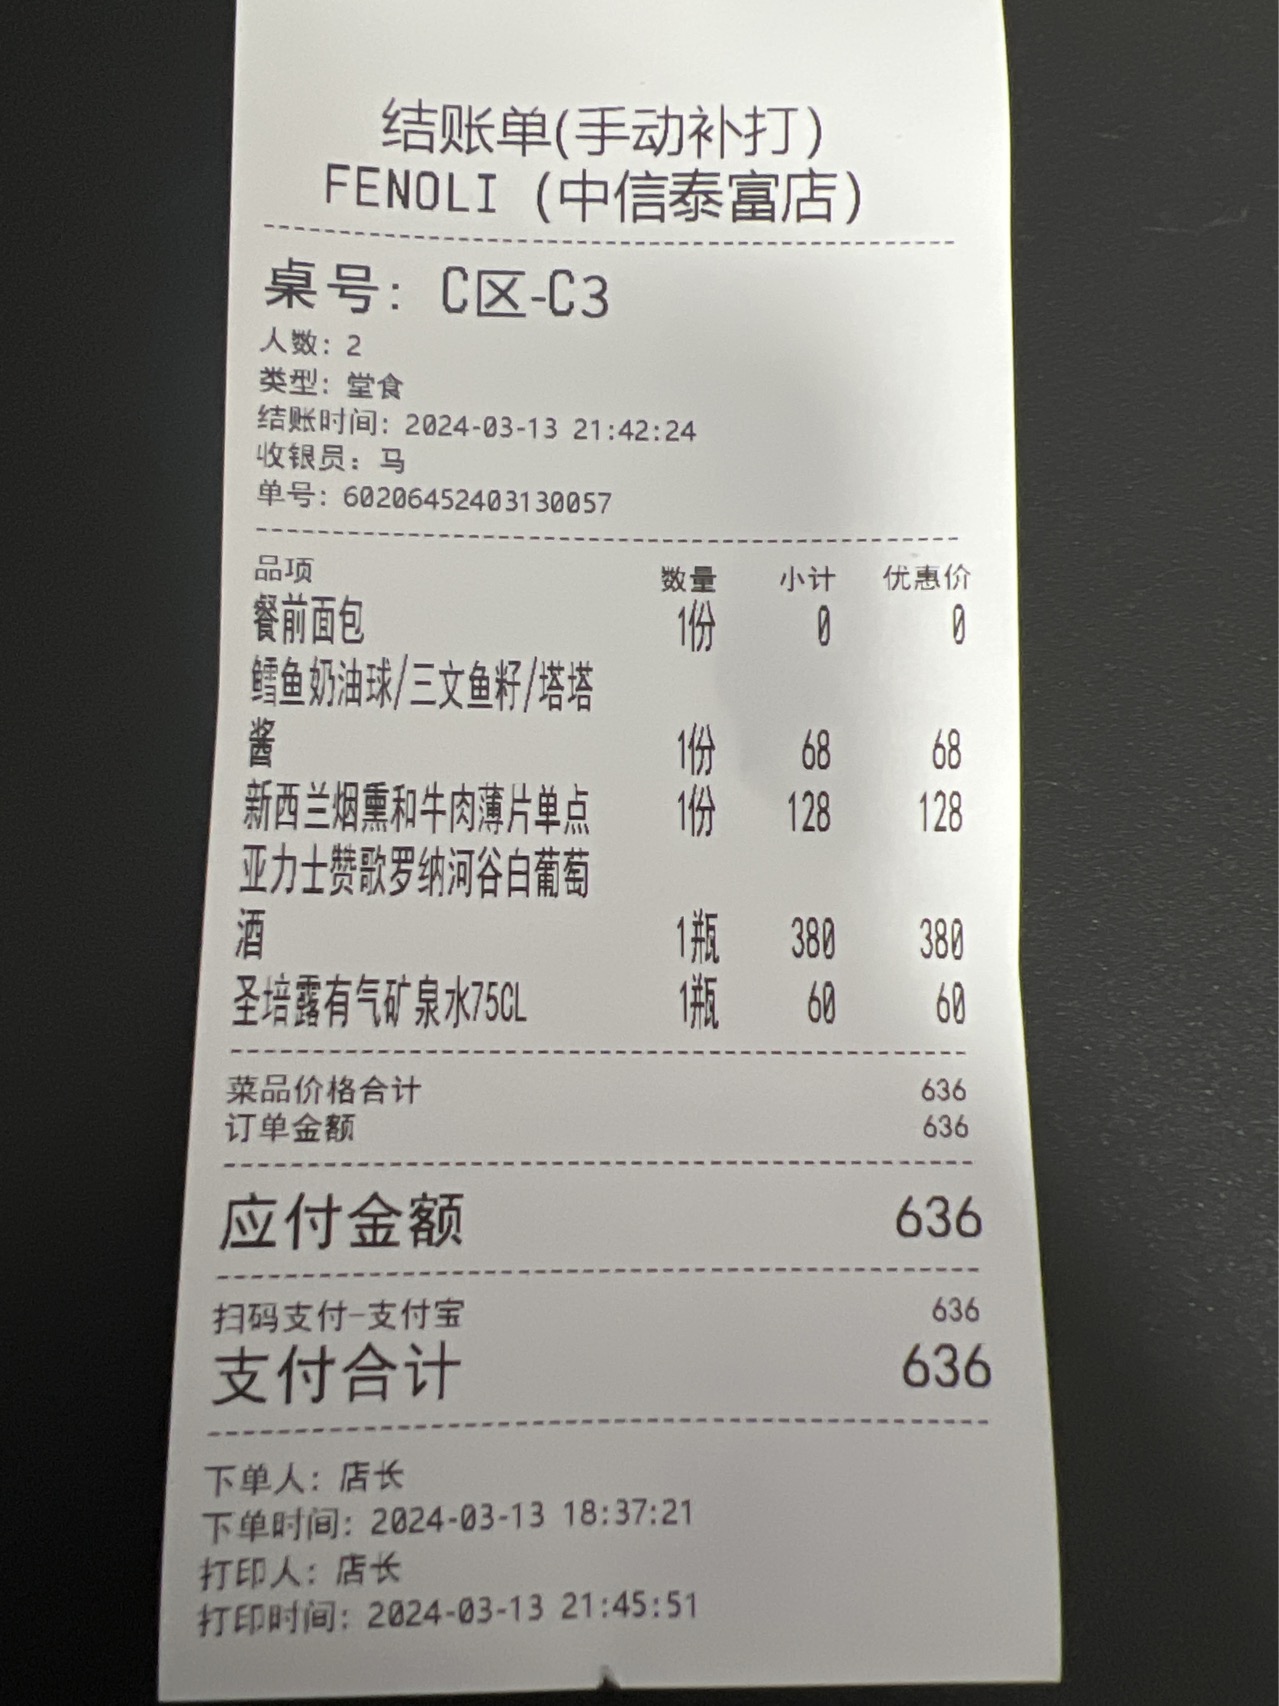 结账单(手动补打)
FENOLI (中信泰富店)
桌号: C区-C3
人数: 2
类型: 堂食
结账时间: 2024-03-13 21:42:24
收银员: 马
单号: 60206452403130057
品项 数量 小计 优惠价
餐前面包 1份 0 0
鳕鱼奶油球/三文鱼籽/塔塔
酱 1份 68 68
新西兰烟熏和牛肉薄片单点 1份 128 128
亚力士赞歌罗纳河谷白葡萄
酒 1瓶 380 380
圣培露有气矿泉水75CL 1瓶 60 60
菜品价格合计 636
订单金额 636
应付金额 636
扫码支付-支付宝 636
支付合计 636
下单人: 店长
下单时间: 2024-03-13 18:37:21
打印人: 店长
打印时间: 2024-03-13 21:45:51